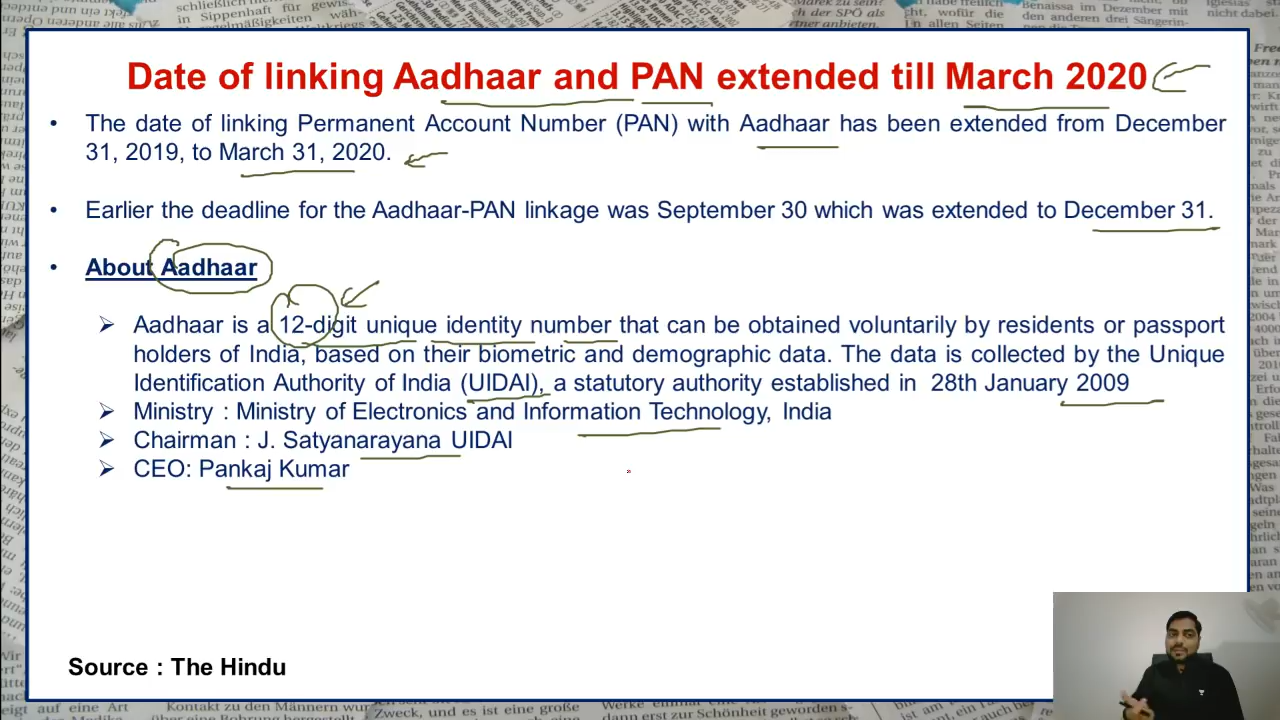 Date of linking Aadhaar and PAN extended till March 2020
• The date of linking Permanent Account Number (PAN) with Aadhaar has been extended from December
31, 2019, to March 31, 2020.
• Earlier the deadline for the Aadhaar-PAN linkage was September 30 which was extended to December 31.
• About Aadhaar
➢ Aadhaar is a 12-digit unique identity number that can be obtained voluntarily by residents or passport
holders of India, based on their biometric and demographic data. The data is collected by the Unique
Identification Authority of India (UIDAI), a statutory authority established in 28th January 2009
➢ Ministry : Ministry of Electronics and Information Technology, India
➢ Chairman : J. Satyanarayana UIDAI
➢ CEO: Pankaj Kumar
Source : The Hindu